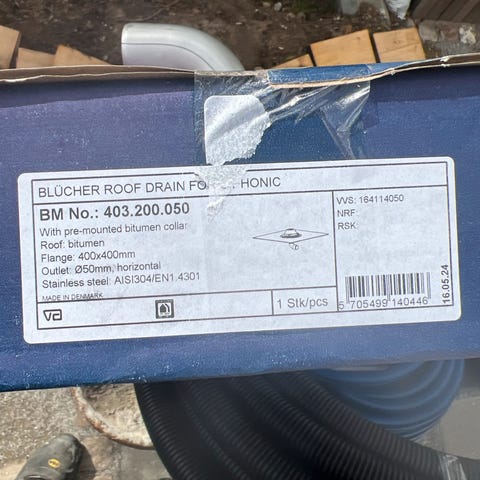 BLÜCHER ROOF DRAIN FO HONIC
BM No.: 403.200.050
With pre-mounted bitumen collar
Roof: bitumen
Flange: 400x400mm
Outlet: Ø50mm, horizontal
Stainless steel: AISI304/EN1.4301
MADE IN DENMARK
va
1 Stk/pcs
VVS: 164114050
NRF:
RSK:
5 705499 140446
16.05.24